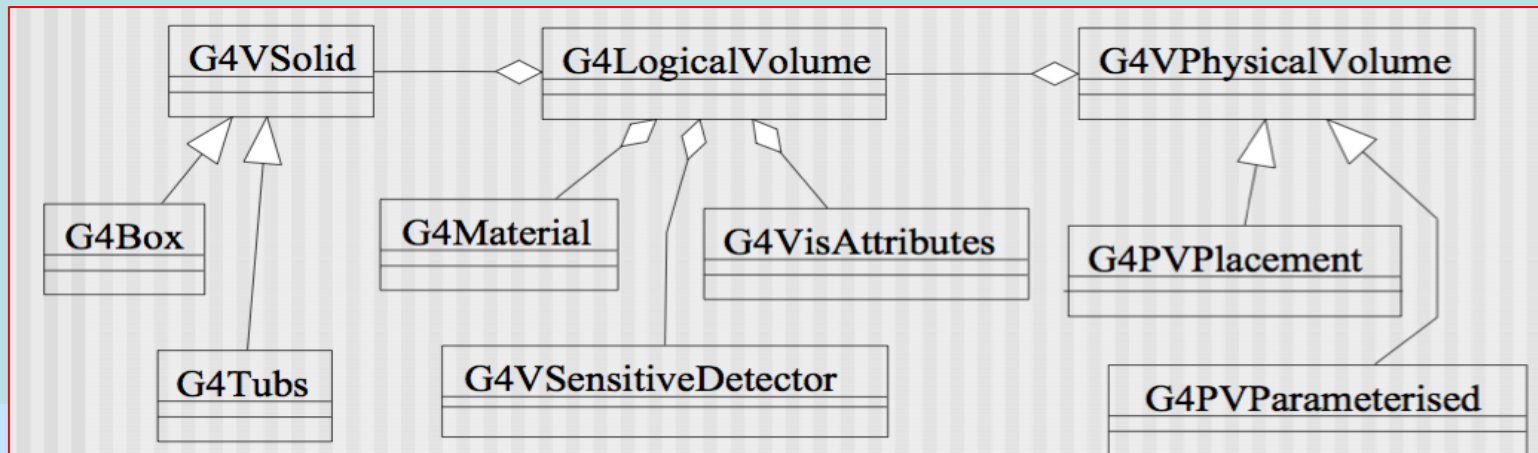 G4VSolid
G4LogicalVolume
G4VPhysicalVolume
G4Box
G4Material
G4VisAttributes
G4PVPlacement
G4Tubs
G4VSensitiveDetector
G4PVParameterised